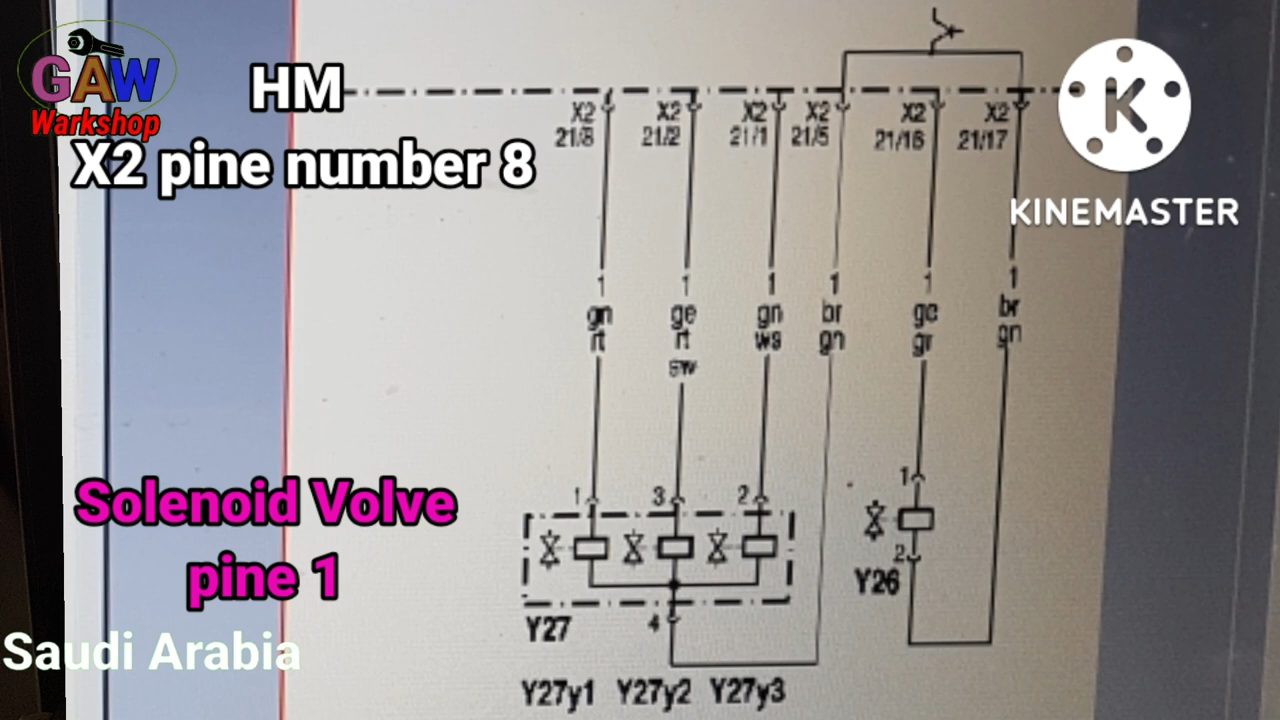 GAW
Warkshop
HM
X2 pine number 8
KINEMASTER
K
X2 X2 X2 X2 X2 X2
21/8 21/2 21/1 21/5 21/16 21/17
1 1 1 1 1 1
gn ge gn br ge br
rt rt ws gn gr gn
sw
1 3 2 1
2
Solenoid Volve
pine 1
Y26
Y27 4
Saudi Arabia
Y27y1 Y27y2 Y27y3